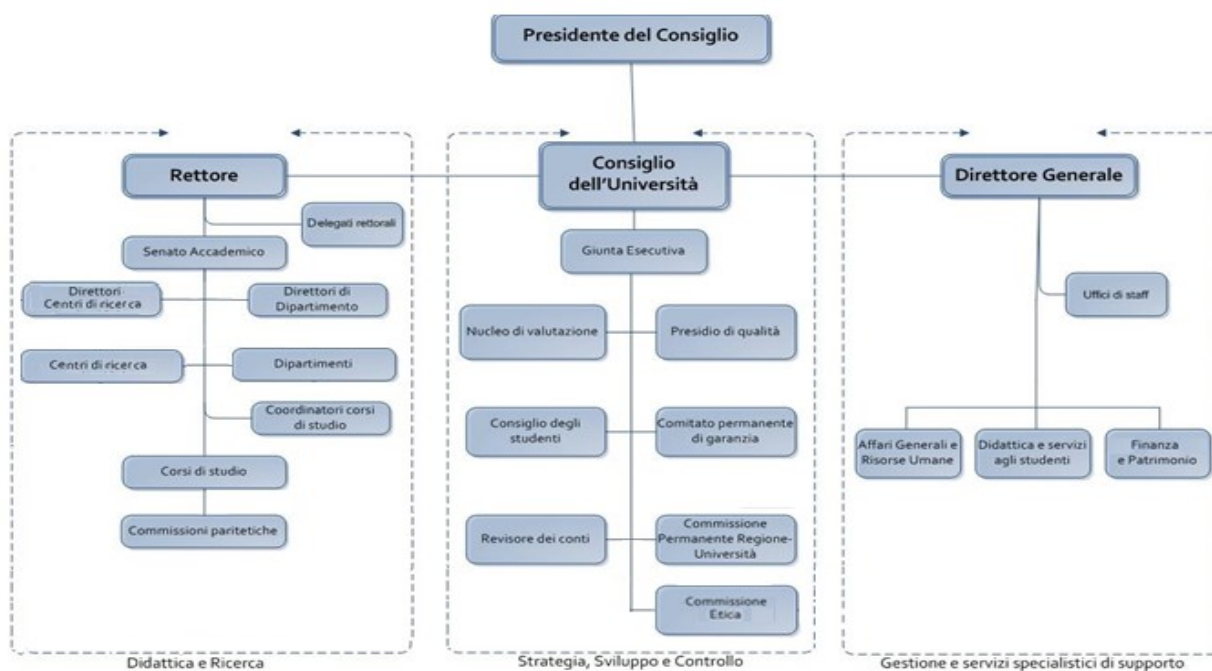 Presidente del Consiglio
Rettore
Delegati rettorali
Senato Accademico
Direttori
Centri di ricerca
Direttori di
Dipartimento
Centri di ricerca
Dipartimenti
Coordinatori corsi
di studio
Corsi di studio
Commissioni paritetiche
Didattica e Ricerca
Consiglio
dell'Università
Giunta Esecutiva
Nucleo di valutazione
Presidio di qualità
Consiglio degli
studenti
Comitato permanente
di garanzia
Revisore dei conti
Commissione
Permanente Regione-
Università
Commissione
Etica
Strategia, Sviluppo e Controllo
Direttore Generale
Uffici di staff
Affari Generali e
Risorse Umane
Didattica e servizi
agli studenti
Finanza
e Patrimonio
Gestione e servizi specialistici di supporto